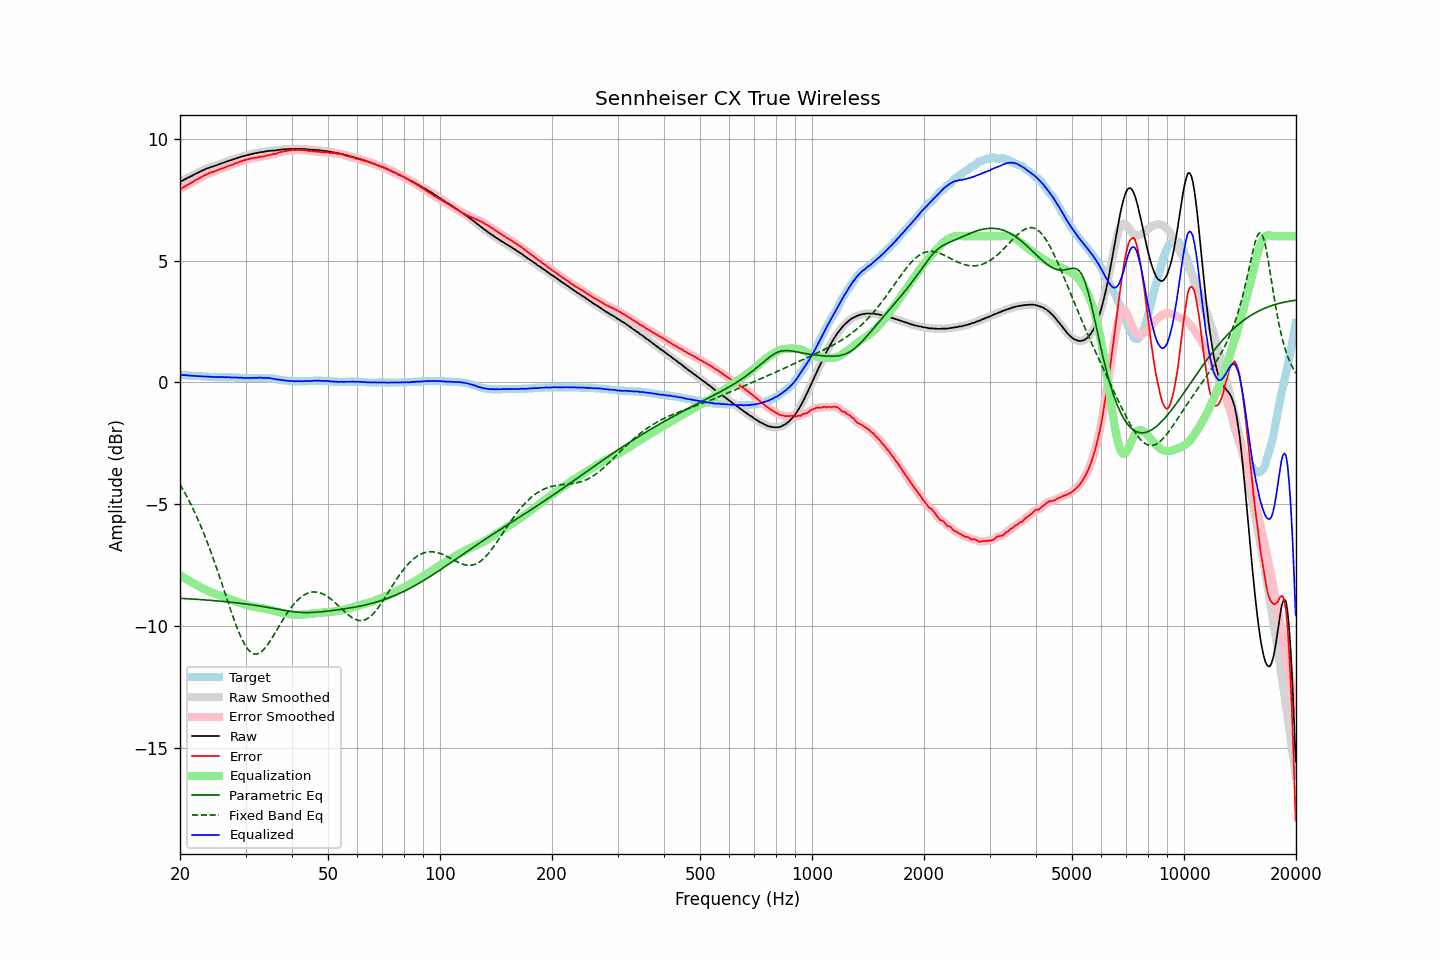 Sennheiser CX True Wireless
Amplitude (dBr)
10
5
0
−5
−10
−15
Target
Raw Smoothed
Error Smoothed
Raw
Error
Equalization
Parametric Eq
Fixed Band Eq
Equalized
20 50 100 200 500 1000 2000 5000 10000 20000
Frequency (Hz)